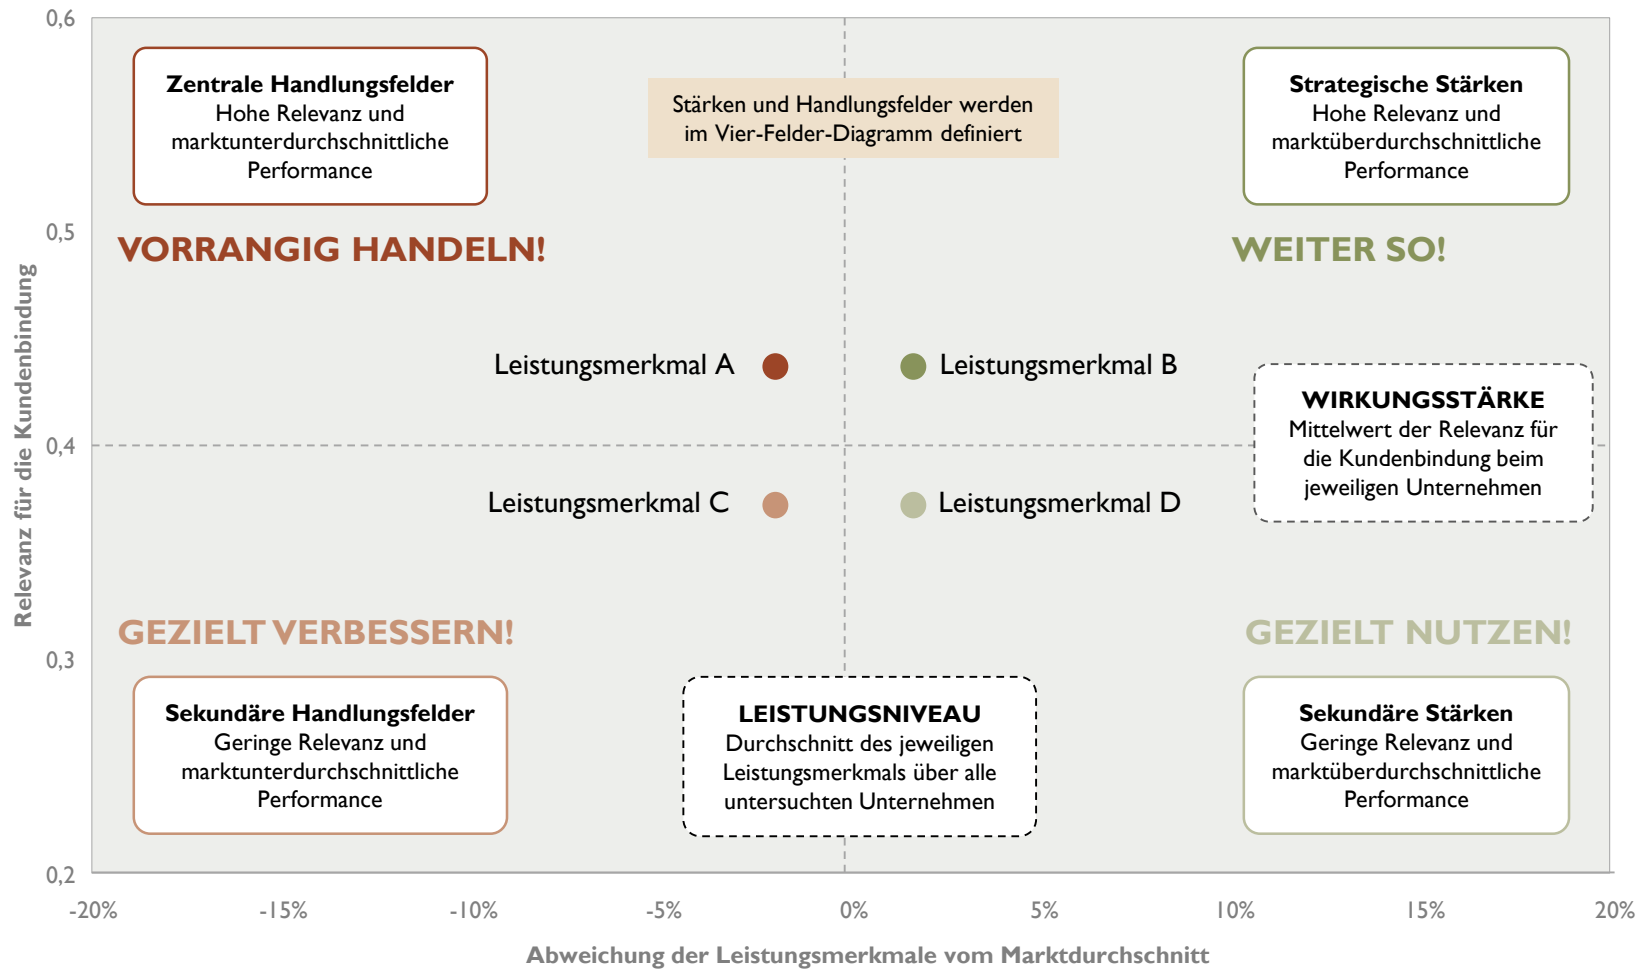 0,6
Zentrale Handlungsfelder
Hohe Relevanz und
marktunterdurchschnittliche
Performance
Stärken und Handlungsfelder werden
im Vier-Felder-Diagramm definiert
Strategische Stärken
Hohe Relevanz und
marktüberdurchschnittliche
Performance
0,5
VORRANGIG HANDELN!
WEITER SO!
Relevanz für die Kundenbindung
Leistungsmerkmal A
Leistungsmerkmal B
WIRKUNGSSTÄRKE
Mittelwert der Relevanz für
die Kundenbindung beim
jeweiligen Unternehmen
0,4
Leistungsmerkmal C
Leistungsmerkmal D
GEZIELT VERBESSERN!
GEZIELT NUTZEN!
0,3
Sekundäre Handlungsfelder
Geringe Relevanz und
marktunterdurchschnittliche
Performance
LEISTUNGSNIVEAU
Durchschnitt des jeweiligen
Leistungsmerkmals über alle
untersuchten Unternehmen
Sekundäre Stärken
Geringe Relevanz und
marktüberdurchschnittliche
Performance
0,2
-20% -15% -10% -5% 0% 5% 10% 15% 20%
Abweichung der Leistungsmerkmale vom Marktdurchschnitt